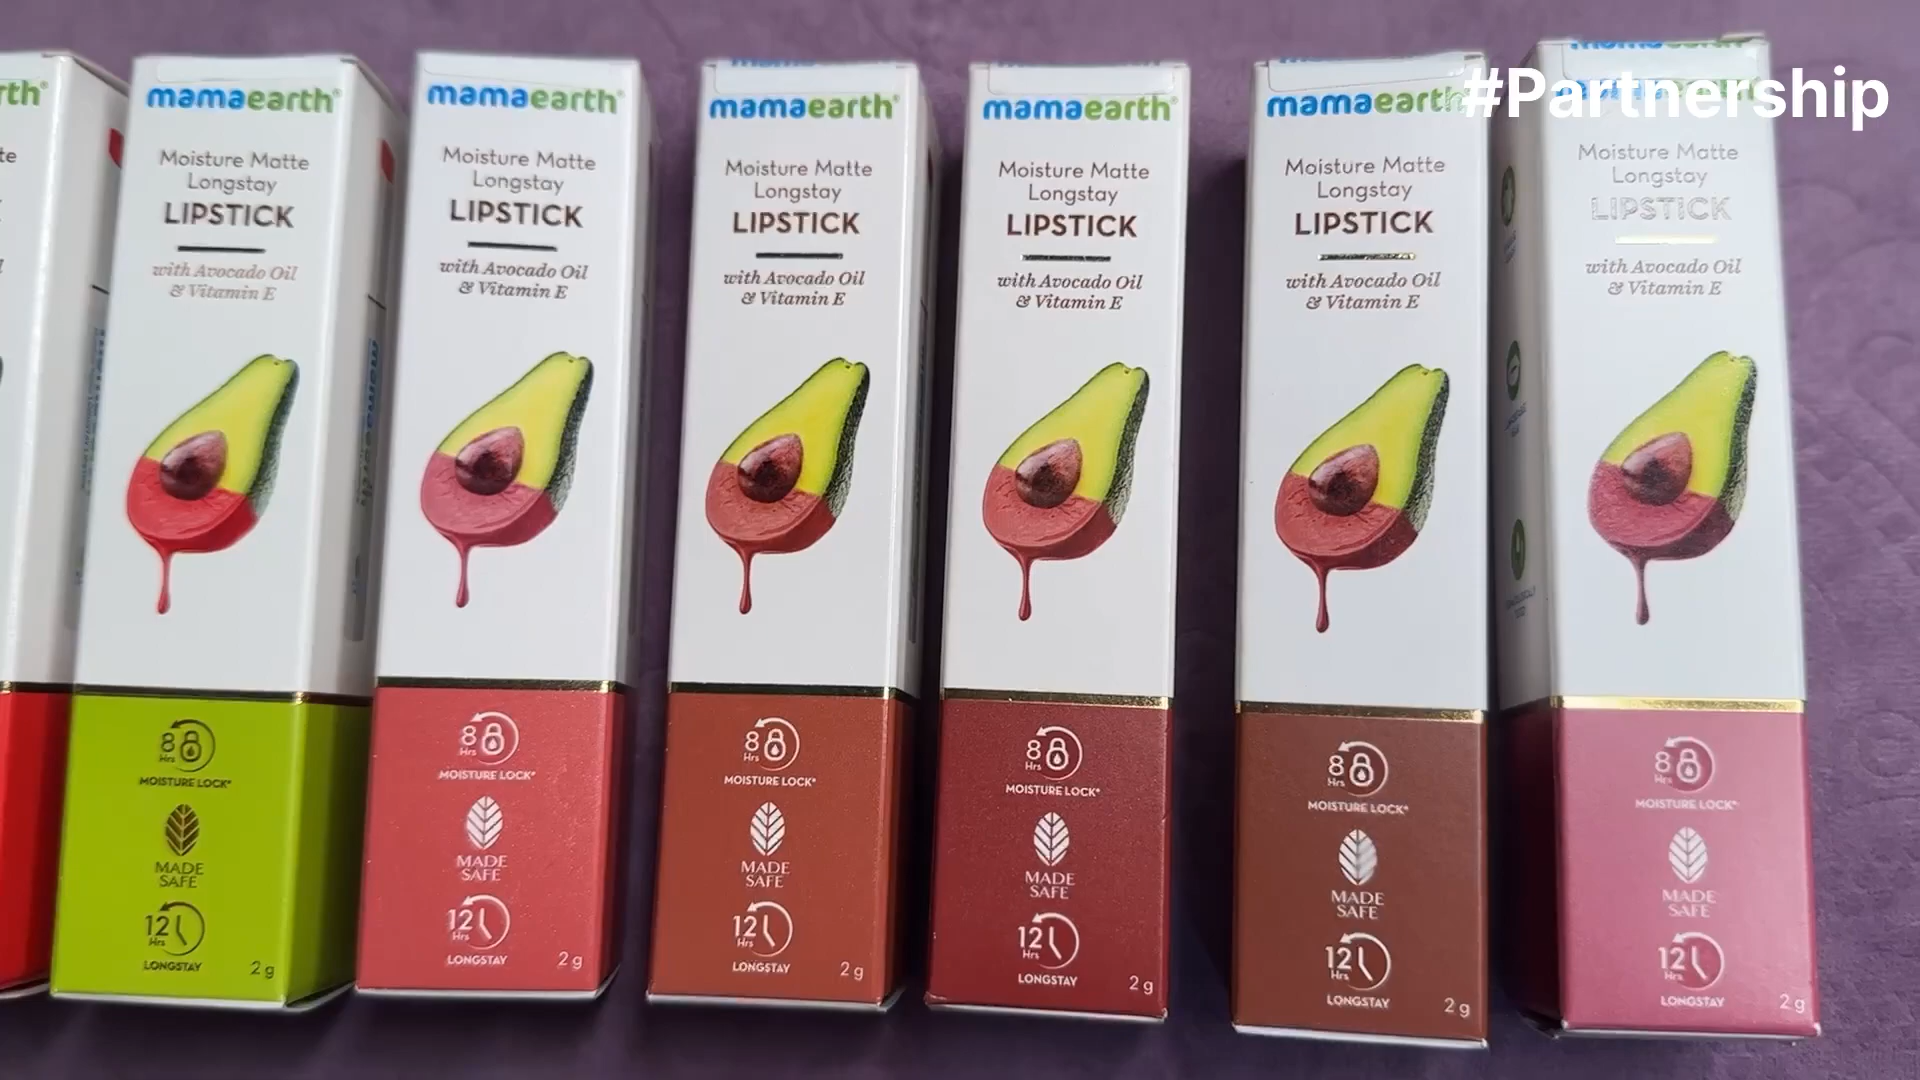 #Partnership
rth®
te
mamaearth®
Moisture Matte
Longstay
LIPSTICK
with Avocado Oil
& Vitamin E
8
Hrs
MOISTURE LOCK*
MADE
SAFE
12
Hrs
LONGSTAY
2 g
mamaearth®
Moisture Matte
Longstay
LIPSTICK
with Avocado Oil
& Vitamin E
8
Hrs
MOISTURE LOCK*
MADE
SAFE
12
Hrs
LONGSTAY
2 g
mamaearth®
Moisture Matte
Longstay
LIPSTICK
with Avocado Oil
& Vitamin E
8
Hrs
MOISTURE LOCK*
MADE
SAFE
12
Hrs
LONGSTAY
2 g
mamaearth®
Moisture Matte
Longstay
LIPSTICK
with Avocado Oil
& Vitamin E
8
Hrs
MOISTURE LOCK*
MADE
SAFE
12
Hrs
LONGSTAY
2 g
mamaearth
Moisture Matte
Longstay
LIPSTICK
with Avocado Oil
& Vitamin E
8
Hrs
MOISTURE LOCK*
MADE
SAFE
12
Hrs
LONGSTAY
2 g
Moisture Matte
Longstay
LIPSTICK
with Avocado Oil
& Vitamin E
8
Hrs
MOISTURE LOCK*
MADE
SAFE
12
Hrs
LONGSTAY
2 g